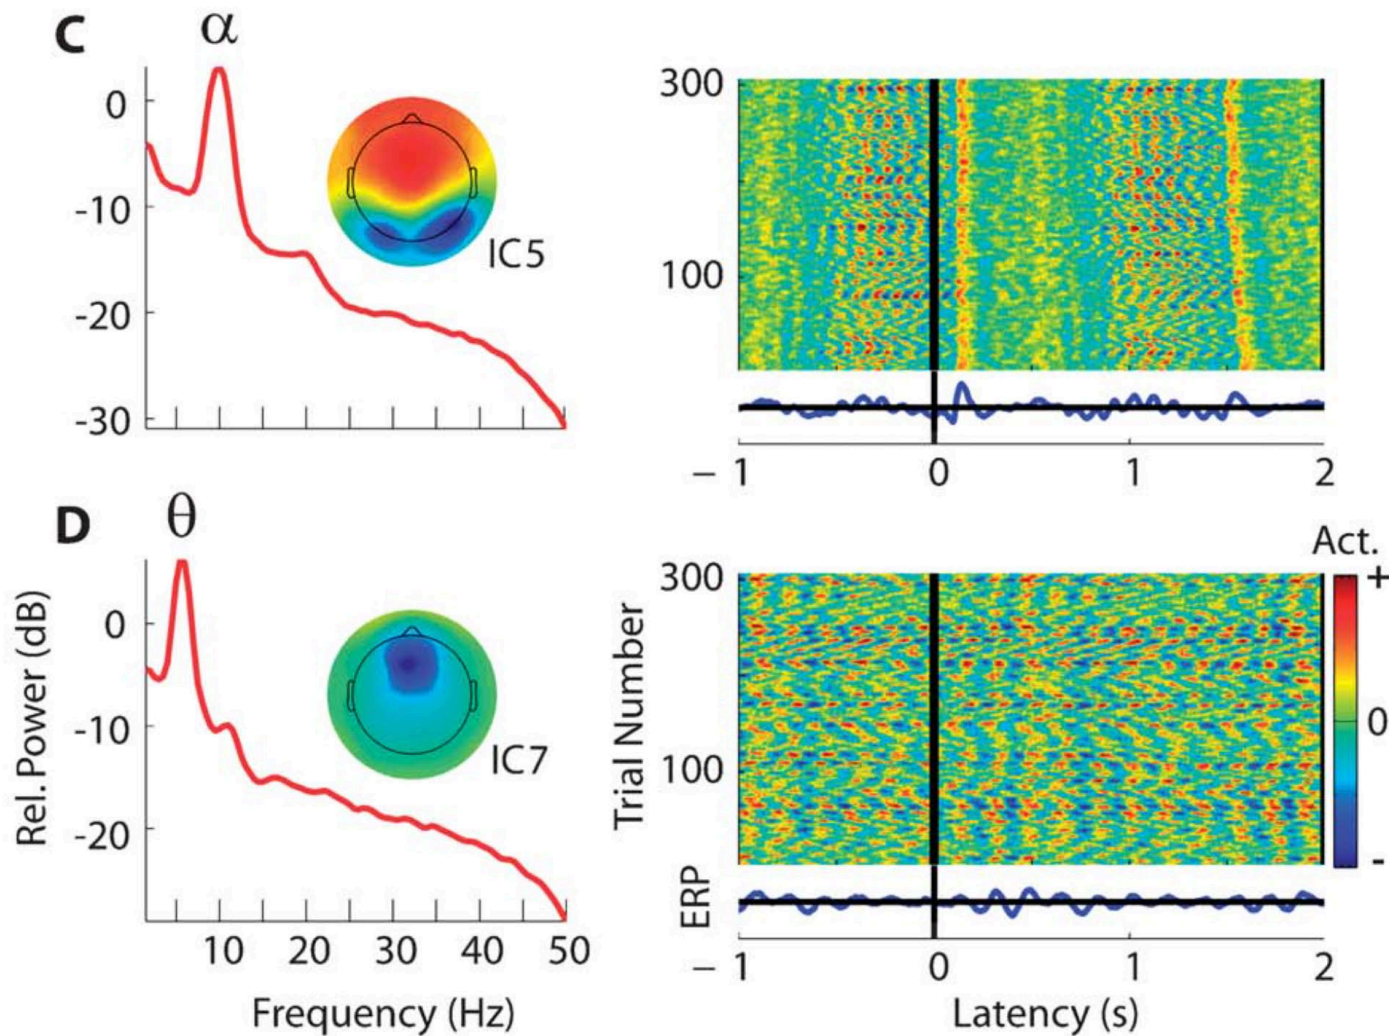 C
α
0
-10
-20
-30
IC5
300
100
– 1 0 1 2
D
θ
Rel. Power (dB)
0
-10
-20
IC7
10 20 30 40 50
Frequency (Hz)
Trial Number
300
100
ERP
– 1 0 1 2
Latency (s)
Act.
+
0
-